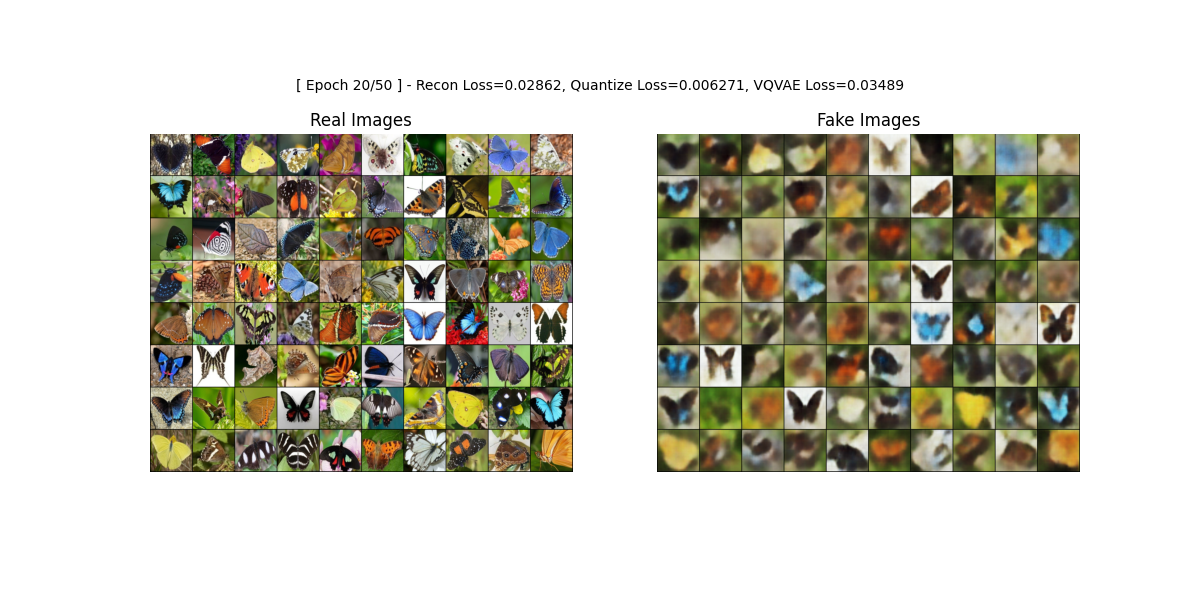 [ Epoch 20/50 ] - Recon Loss=0.02862, Quantize Loss=0.006271, VQVAE Loss=0.03489
Real Images
Fake Images